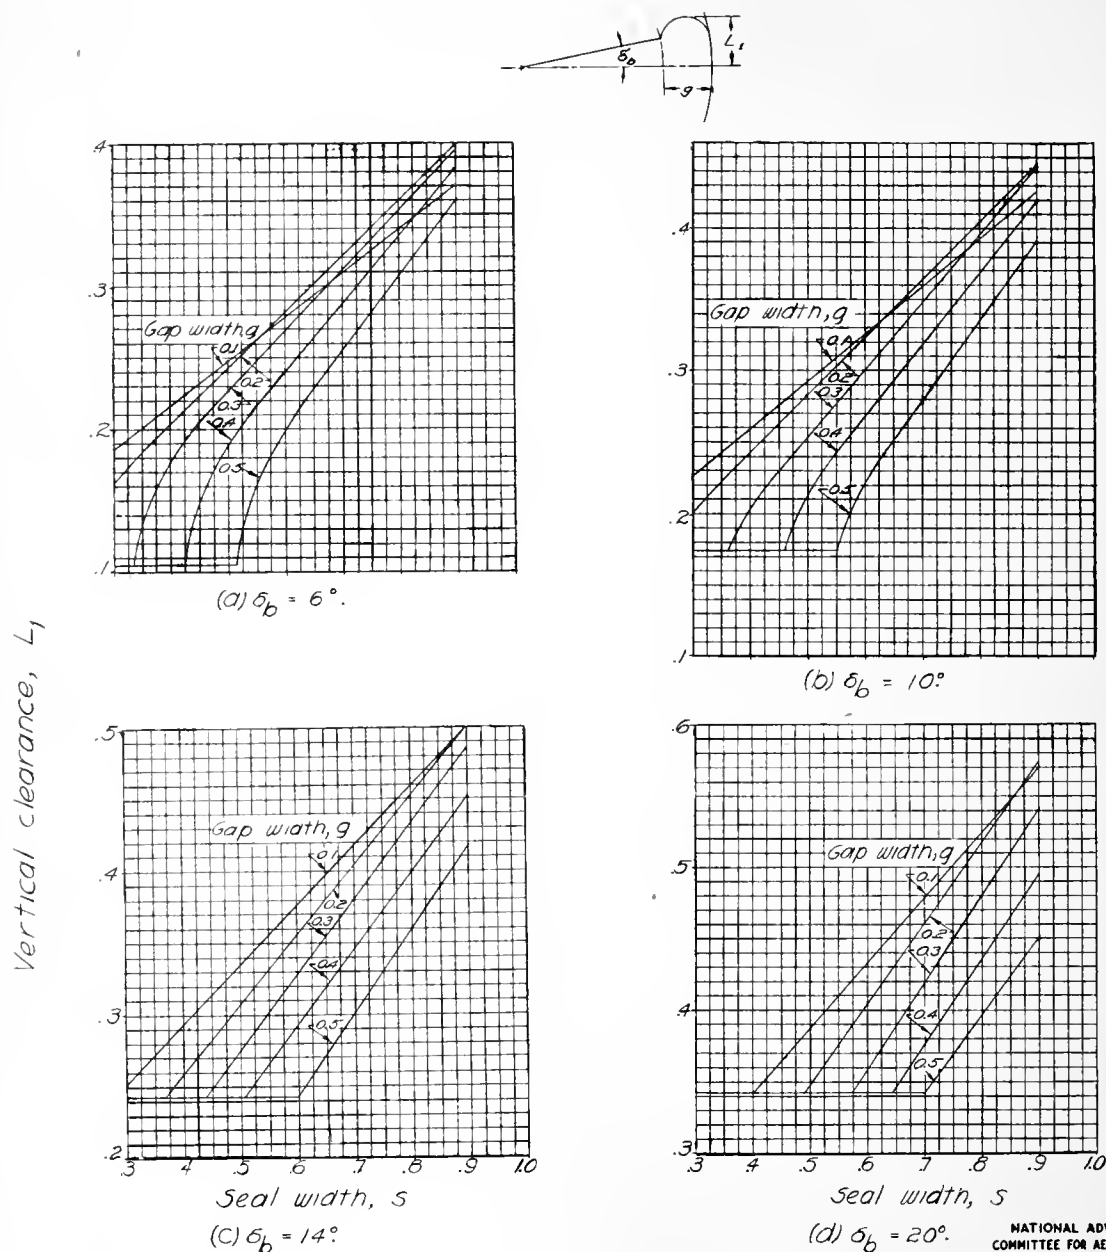 δb
L1
g
.4
.3
.2
.1
Gap width, g
0.1
0.2
0.3
0.4
0.5
(a) δb = 6°.
.4
.3
.2
.1
Gap width, g
0.1
0.2
0.3
0.4
0.5
(b) δb = 10°.
Vertical clearance, L1
.5
.4
.3
.2
Gap width, g
0.1
0.2
0.3
0.4
0.5
.3 .4 .5 .6 .7 .8 .9 1.0
Seal width, s
(c) δb = 14°.
.6
.5
.4
.3
Gap width, g
0.1
0.2
0.3
0.4
0.5
.3 .4 .5 .6 .7 .8 .9 1.0
Seal width, s
(d) δb = 20°.
NATIONAL AD
COMMITTEE FOR AE